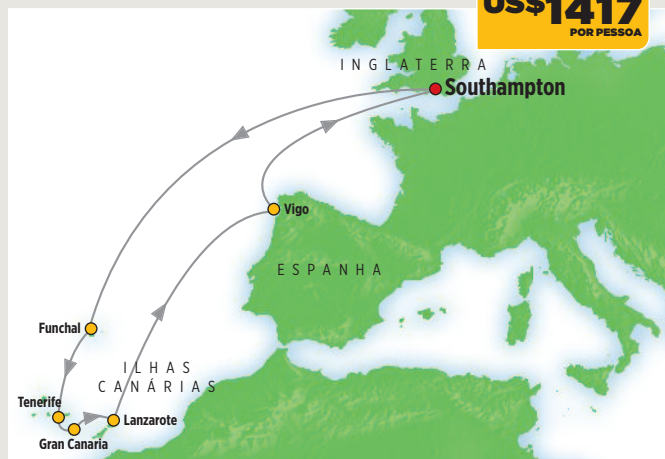 US$1417
POR PESSOA
INGLATERRA
Southampton
Vigo
ESPANHA
Funchal
ILHAS
CANÁRIAS
Tenerife
Lanzarote
Gran Canaria